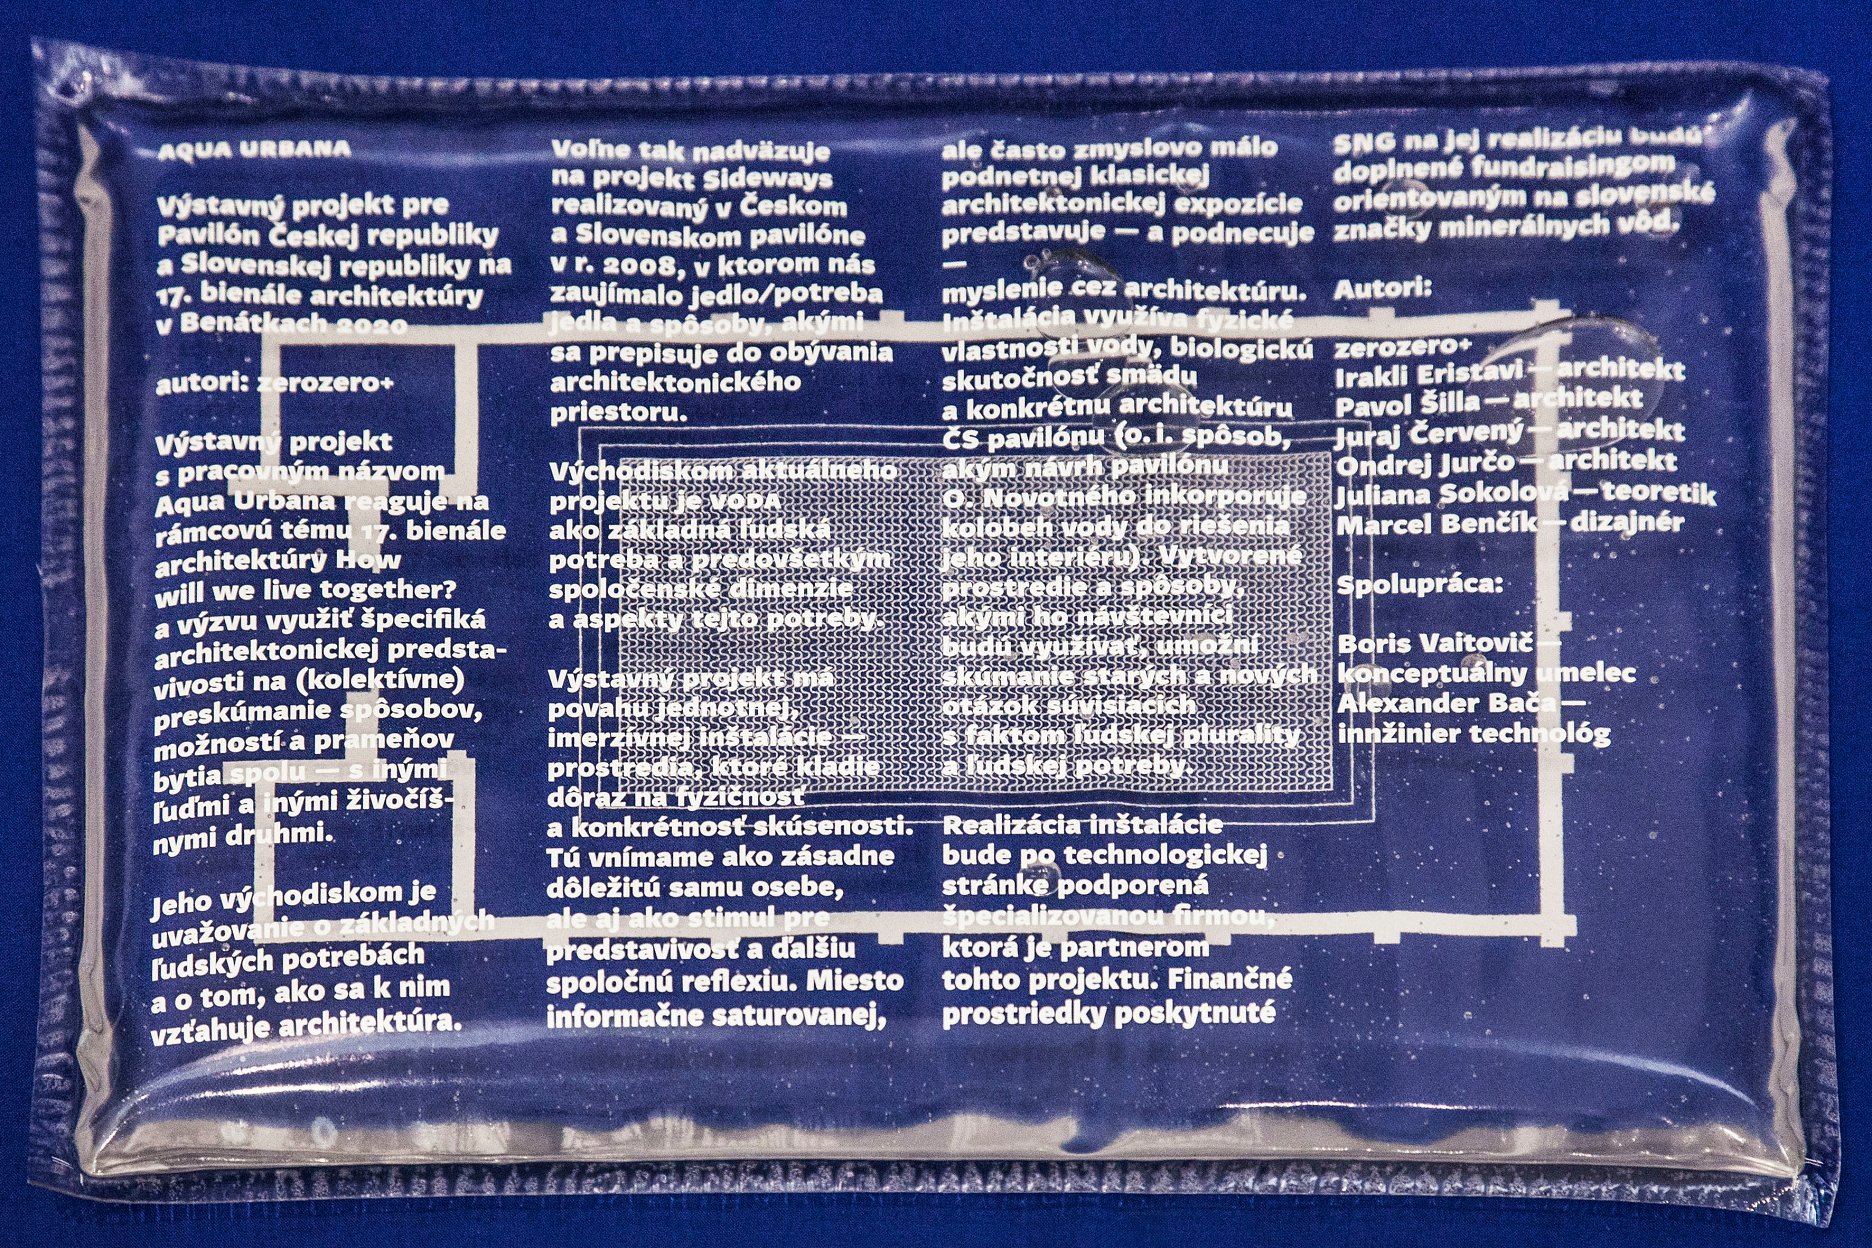 AQUA URBANA
Výstavný projekt pre
Pavilón Českej republiky
a Slovenskej republiky na
17. bienále architektúry
v Benátkach 2020
autori: zerozero+
Výstavný projekt
s pracovným názvom
Aqua Urbana reaguje na
rámcovú tému 17. bienále
architektúry How
will we live together?
a výzvu využiť špecifiká
architektonickej predsta-
vivosti na (kolektívne)
preskúmanie spôsobov,
možností a prameňov
bytia spolu — s inými
ľuďmi a inými živočíš-
nymi druhmi.
Jeho východiskom je
uvažovanie o základných
ľudských potrebách
a o tom, ako sa k nim
vzťahuje architektúra.
Voľne tak nadväzuje
na projekt Sideways
realizovaný v Českom
a Slovenskom pavilóne
v r. 2008, v ktorom nás
zaujímalo jedlo/potreba
jedla a spôsoby, akými
sa prepisuje do obývania
architektonického
priestoru.
Východiskom aktuálneho
projektu je VODA
ako základná ľudská
potreba a predovšetkým
spoločenské dimenzie
a aspekty tejto potreby.
Výstavný projekt má
povahu jednotnej,
imerzívnej inštalácie —
prostredia, ktoré kladie
dôraz na fyzičnosť
a konkrétnosť skúsenosti.
Tú vnímame ako zásadne
dôležitú samu osebe,
ale aj ako stimul pre
predstavivosť a ďalšiu
spoločnú reflexiu. Miesto
informačne saturovanej,
ale často zmyslovo málo
podnetnej klasickej
architektonickej expozície
predstavuje — a podnecuje
—
myslenie cez architektúru.
Inštalácia využíva fyzické
vlastnosti vody, biologickú
skutočnosť smädu
a konkrétnu architektúru
ČS pavilónu (o. i. spôsob,
akým návrh pavilónu
O. Novotného inkorporuje
kolobeh vody do riešenia
jeho interiéru). Vytvorené
prostredie a spôsoby,
akými ho návštevníci
budú využívať, umožní
skúmanie starých a nových
otázok súvisiacich
s faktom ľudskej plurality
a ľudskej potreby.
Realizácia inštalácie
bude po technologickej
stránke podporená
špecializovanou firmou,
ktorá je partnerom
tohto projektu. Finančné
prostriedky poskytnuté
SNG na jej realizáciu budú
doplnené fundraisingom
orientovaným na slovenské
značky minerálnych vôd.
Autori:
zerozero+
Irakli Eristavi — architekt
Pavol Šilla — architekt
Juraj Červený — architekt
Ondrej Jurčo — architekt
Juliana Sokolová — teoretik
Marcel Benčík — dizajnér
Spolupráca:
Boris Vaitovič —
konceptuálny umelec
Alexander Bača —
innžinier technológ